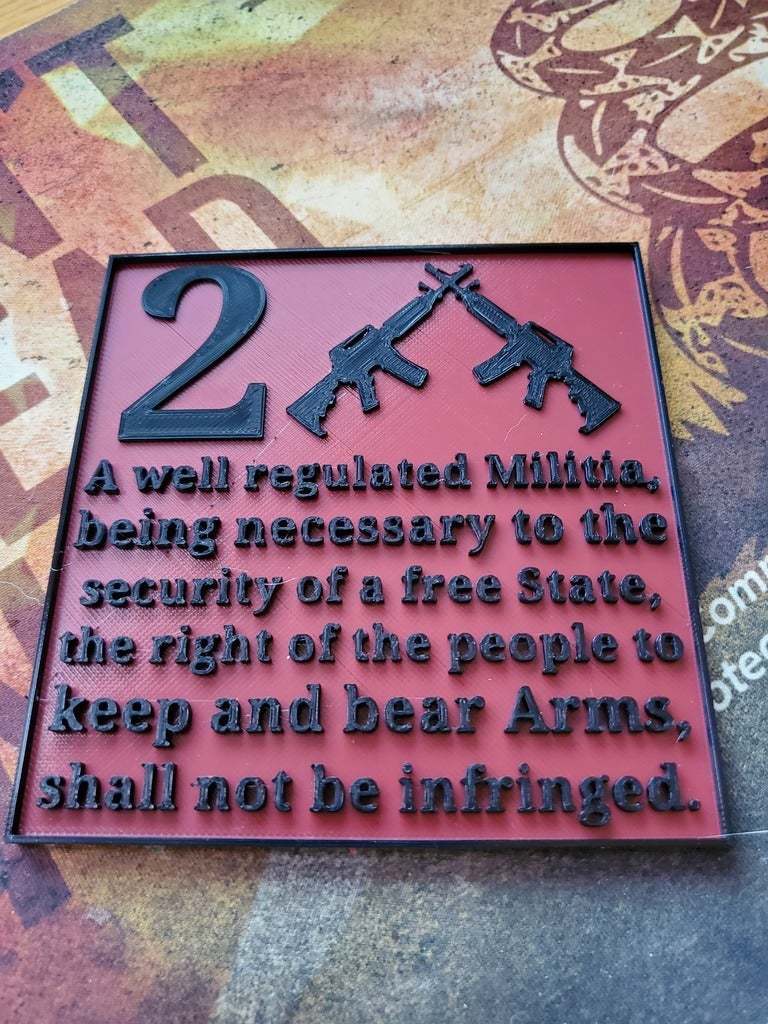 2
A well regulated Militia,
being necessary to the
security of a free State,
the right of the people to
keep and bear Arms,
shall not be infringed.